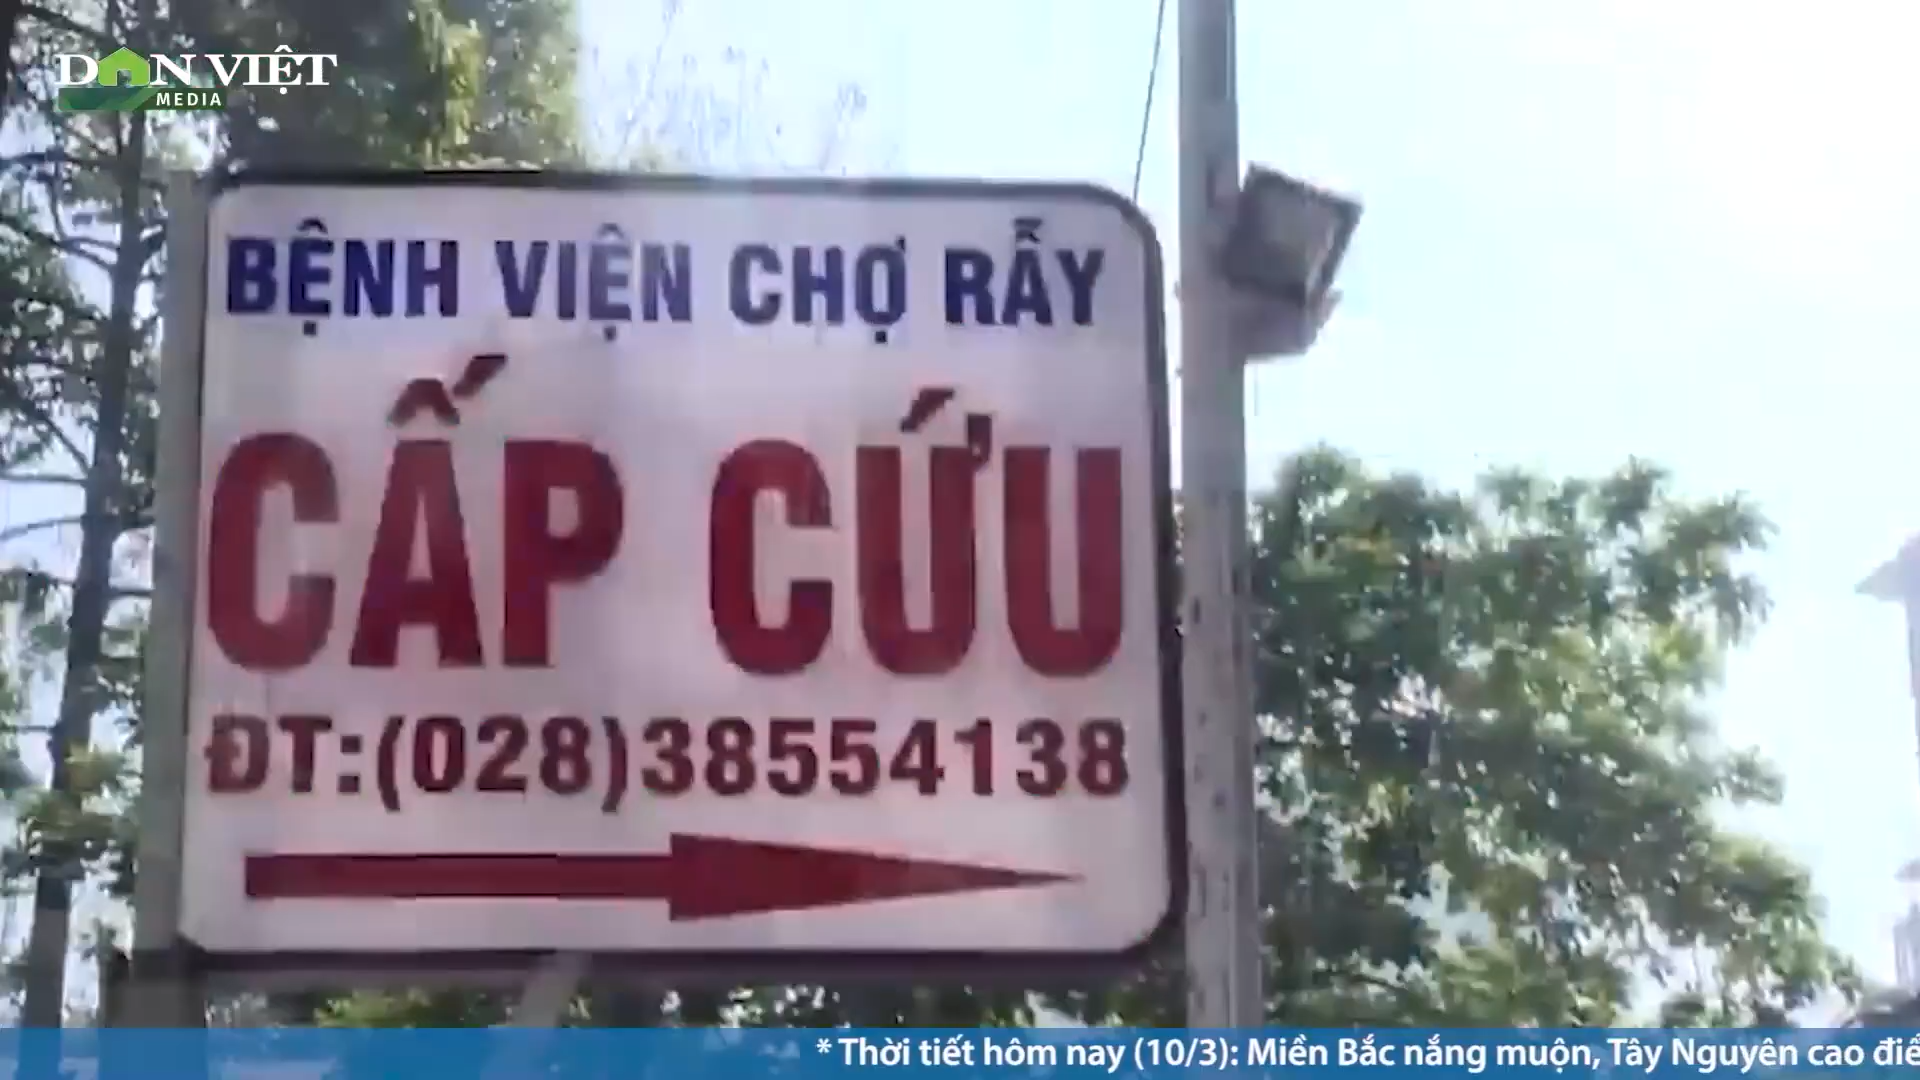 DÂN VIỆT
MEDIA
BỆNH VIỆN CHỢ RẪY
CẤP CỨU
ĐT:(028)38554138
* Thời tiết hôm nay (10/3): Miền Bắc nắng muộn, Tây Nguyên cao điể